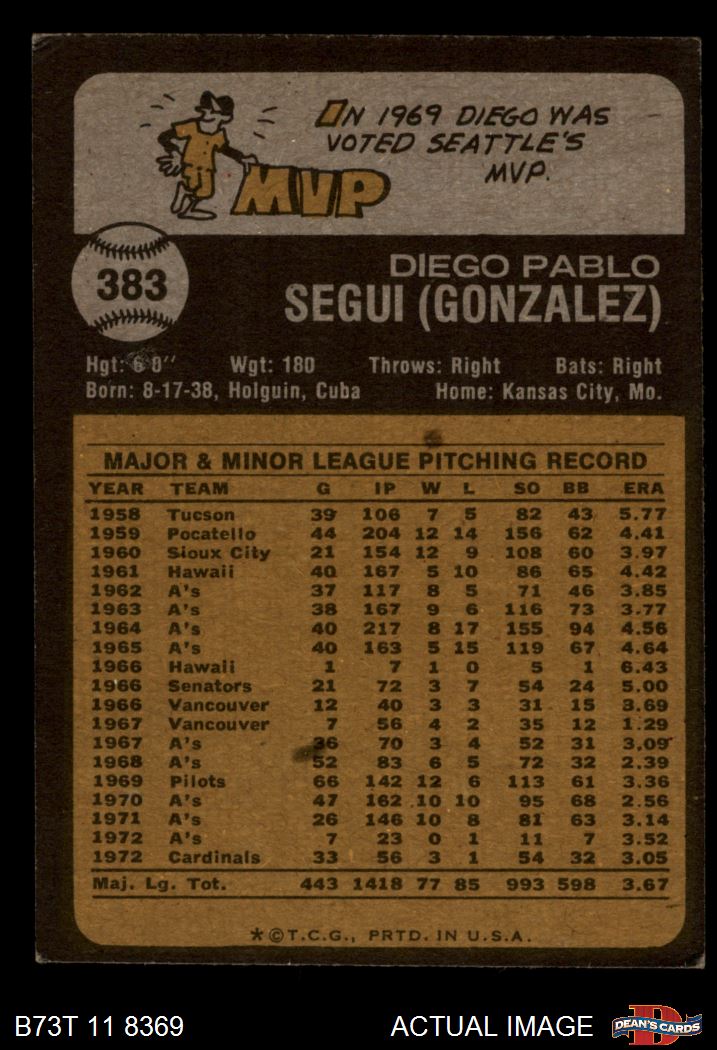 IN 1969 DIEGO WAS
VOTED SEATTLE'S
MVP.
MVP
383
DIEGO PABLO
SEGUI (GONZALEZ)
Hgt: 6'0" Wgt: 180 Throws: Right Bats: Right
Born: 8-17-38, Holguin, Cuba Home: Kansas City, Mo.
MAJOR & MINOR LEAGUE PITCHING RECORD
YEAR TEAM G IP W L SO BB ERA
1958 Tucson 39 106 7 5 82 43 5.77
1959 Pocatello 44 204 12 14 156 62 4.41
1960 Sioux City 21 154 12 9 108 60 3.97
1961 Hawaii 40 167 5 10 86 65 4.42
1962 A's 37 117 8 5 71 46 3.85
1963 A's 38 167 9 6 116 73 3.77
1964 A's 40 217 8 17 155 94 4.56
1965 A's 40 163 5 15 119 67 4.64
1966 Hawaii 1 7 1 0 5 1 6.43
1966 Senators 21 72 3 7 54 24 5.00
1966 Vancouver 12 40 3 3 31 15 3.69
1967 Vancouver 7 56 4 2 35 12 1.29
1967 A's 36 70 3 4 52 31 3.09
1968 A's 52 83 6 5 72 32 2.39
1969 Pilots 66 142 12 6 113 61 3.36
1970 A's 47 162 10 10 95 68 2.56
1971 A's 26 146 10 8 81 63 3.14
1972 A's 7 23 0 1 11 7 3.52
1972 Cardinals 33 56 3 1 54 32 3.05
Maj. Lg. Tot. 443 1418 77 85 993 598 3.67
*©T.C.G., PRTD. IN U.S.A.
B73T 11 8369 ACTUAL IMAGE
D
DEAN'S CARDS